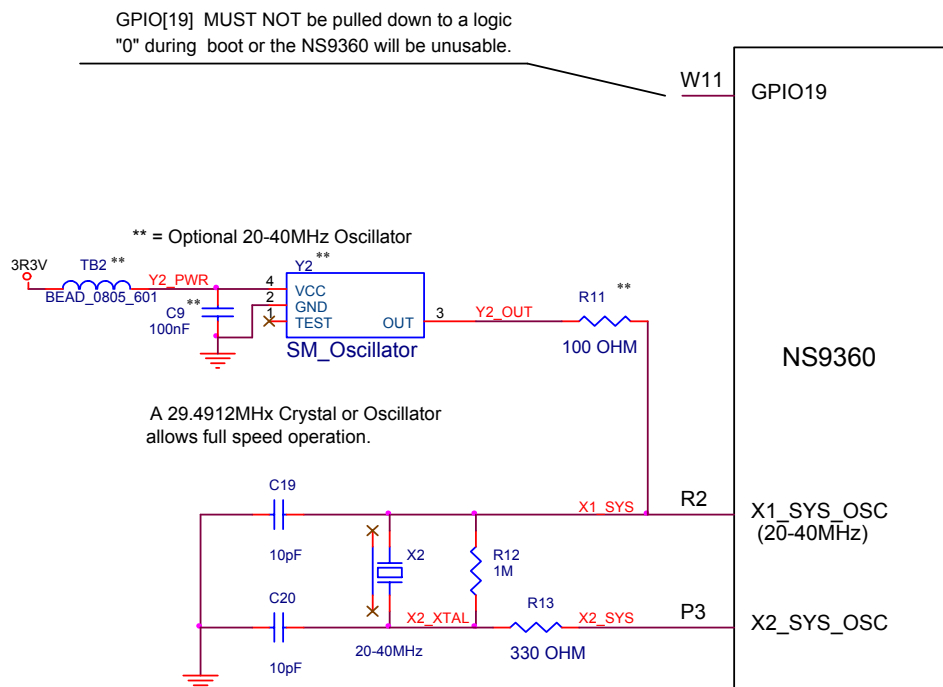 GPIO[19] MUST NOT be pulled down to a logic
"0" during boot or the NS9360 will be unusable.
W11
GPIO19
** = Optional 20-40MHz Oscillator
3R3V
TB2 **
BEAD_0805_601
Y2_PWR
C9 **
100nF
Y2 **
4
VCC
2
GND
1
TEST
OUT
3
SM_Oscillator
Y2_OUT
R11 **
100 OHM
NS9360
A 29.4912MHx Crystal or Oscillator
allows full speed operation.
C19
10pF
X1_SYS
R2
X1_SYS_OSC
(20-40MHz)
X2
R12
1M
C20
10pF
X2_XTAL
20-40MHz
R13
330 OHM
X2_SYS
P3
X2_SYS_OSC